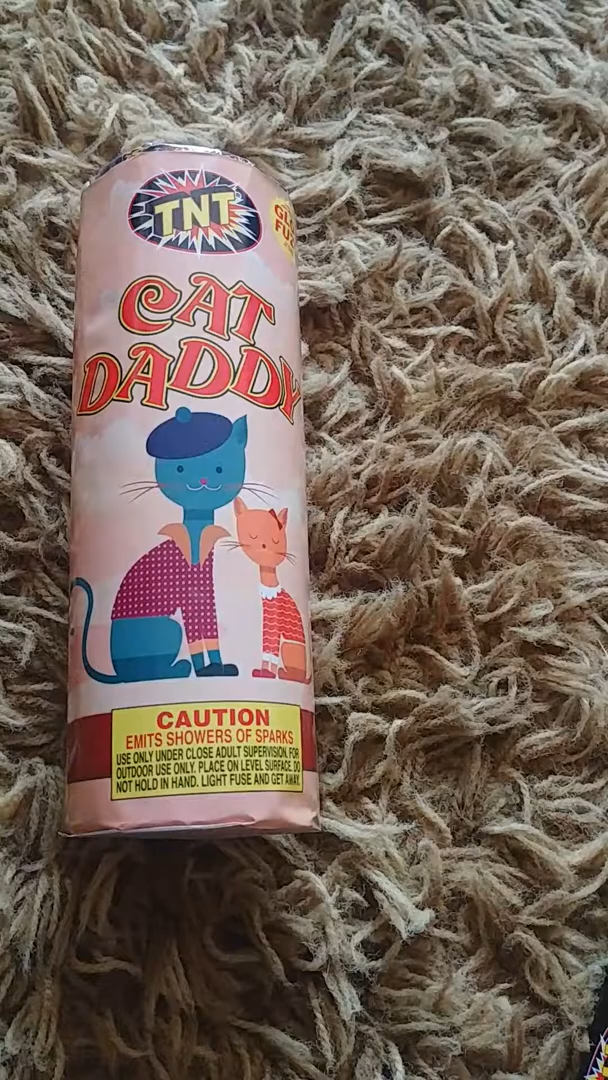 TNT
CAT
DADDY
CAUTION
EMITS SHOWERS OF SPARKS
USE ONLY UNDER CLOSE ADULT SUPERVISION. FOR
OUTDOOR USE ONLY. PLACE ON LEVEL SURFACE. DO
NOT HOLD IN HAND. LIGHT FUSE AND GET AWAY.